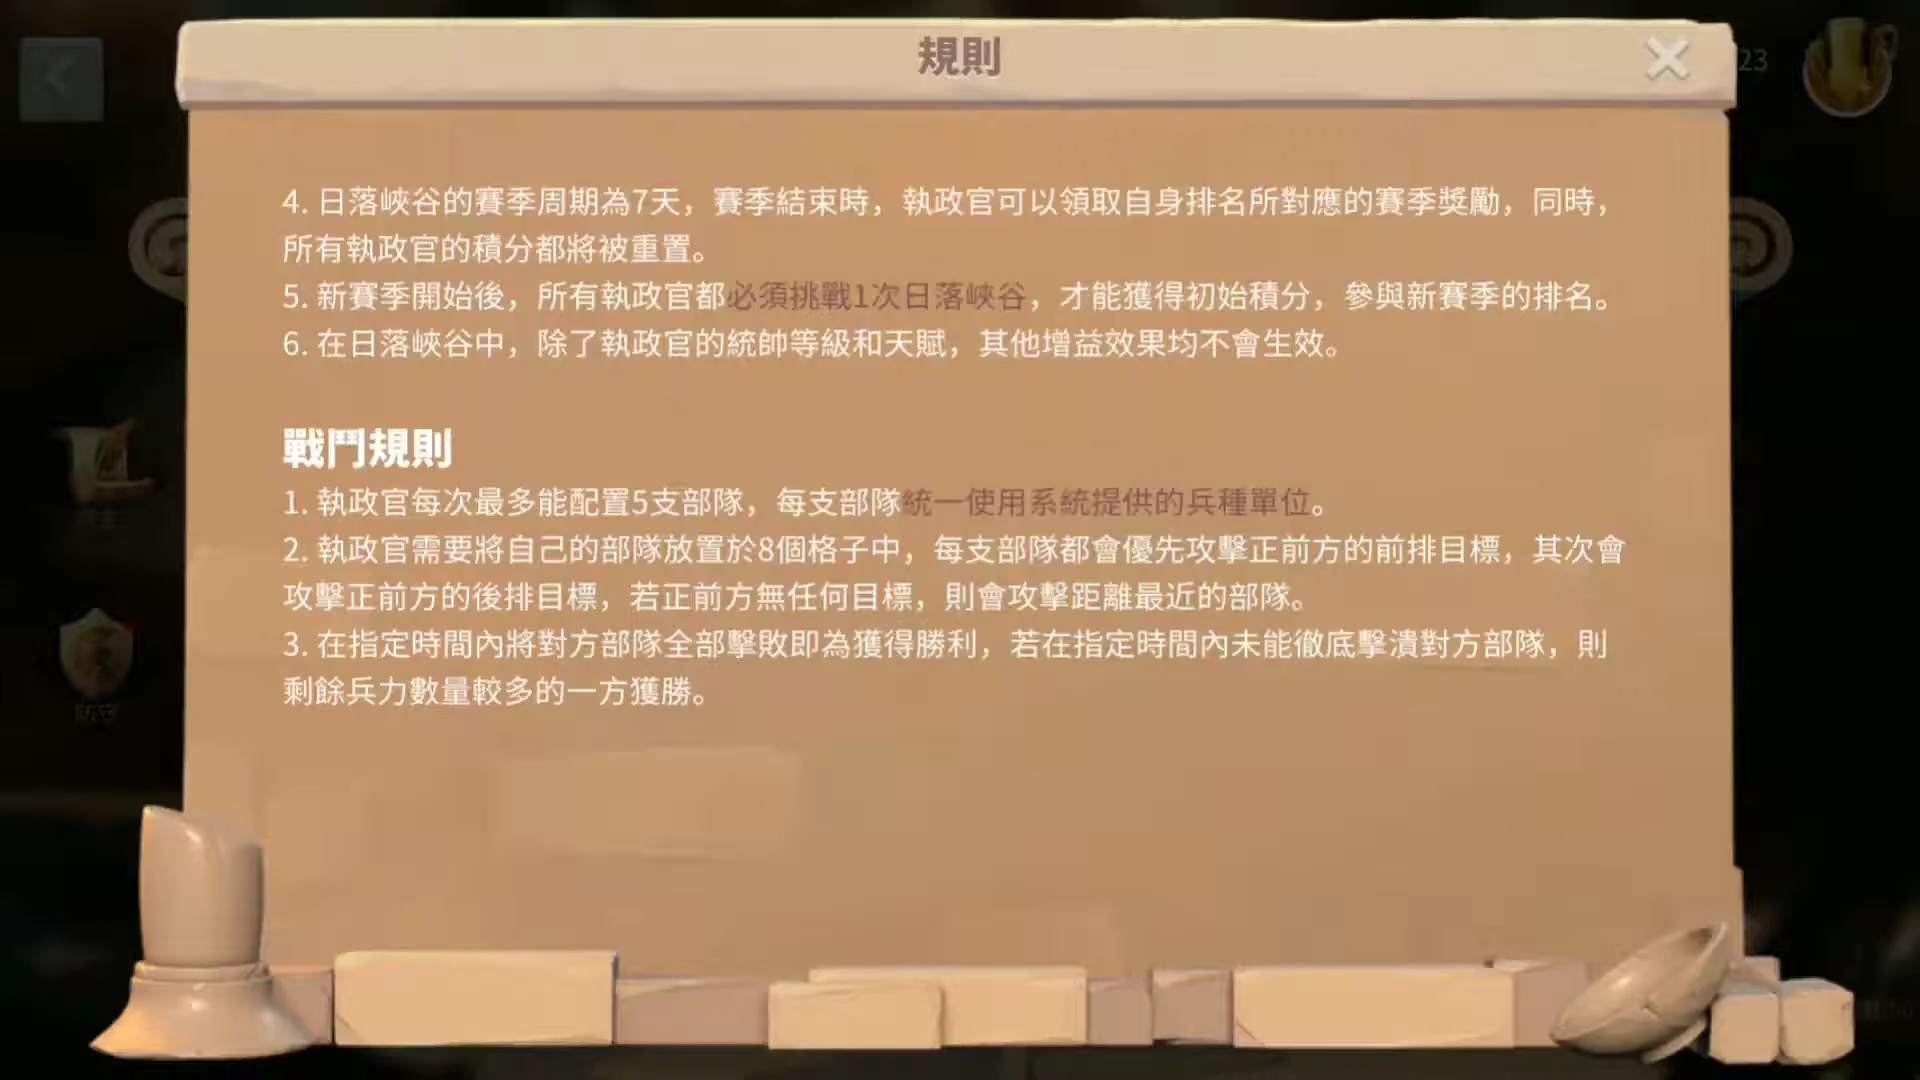 規則
23
4. 日落峽谷的賽季周期為7天，賽季結束時，執政官可以領取自身排名所對應的賽季獎勵，同時，
所有執政官的積分都將被重置。
5. 新賽季開始後，所有執政官都必須挑戰1次日落峽谷，才能獲得初始積分，參與新賽季的排名。
6. 在日落峽谷中，除了執政官的統帥等級和天賦，其他增益效果均不會生效。
戰鬥規則
1. 執政官每次最多能配置5支部隊，每支部隊統一使用系統提供的兵種單位。
2. 執政官需要將自己的部隊放置於8個格子中，每支部隊都會優先攻擊正前方的前排目標，其次會
攻擊正前方的後排目標，若正前方無任何目標，則會攻擊距離最近的部隊。
3. 在指定時間內將對方部隊全部擊敗即為獲得勝利，若在指定時間內未能徹底擊潰對方部隊，則
剩餘兵力數量較多的一方獲勝。
防守